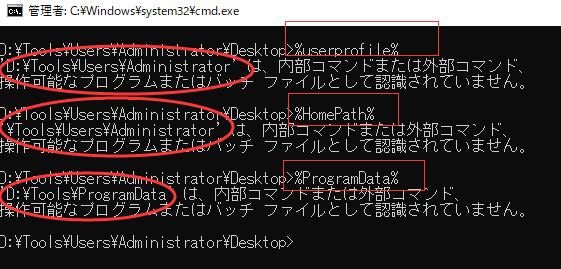 管理者: C:¥Windows¥system32¥cmd.exe
D:¥Tools¥Users¥Administrator¥Desktop>%userprofile%
:¥Tools¥Users¥Administrator' は、内部コマンドまたは外部コマンド、
操作可能なプログラムまたはバッチ ファイルとして認識されていません。
D:¥Tools¥Users¥Administrator¥Desktop>%HomePath%
'¥Tools¥Users¥Administrator' は、内部コマンドまたは外部コマンド、
操作可能なプログラムまたはバッチ ファイルとして認識されていません。
D:¥Tools¥Users¥Administrator¥Desktop>%ProgramData%
'D:¥Tools¥ProgramData' は、内部コマンドまたは外部コマンド、
操作可能なプログラムまたはバッチ ファイルとして認識されていません。
D:¥Tools¥Users¥Administrator¥Desktop>